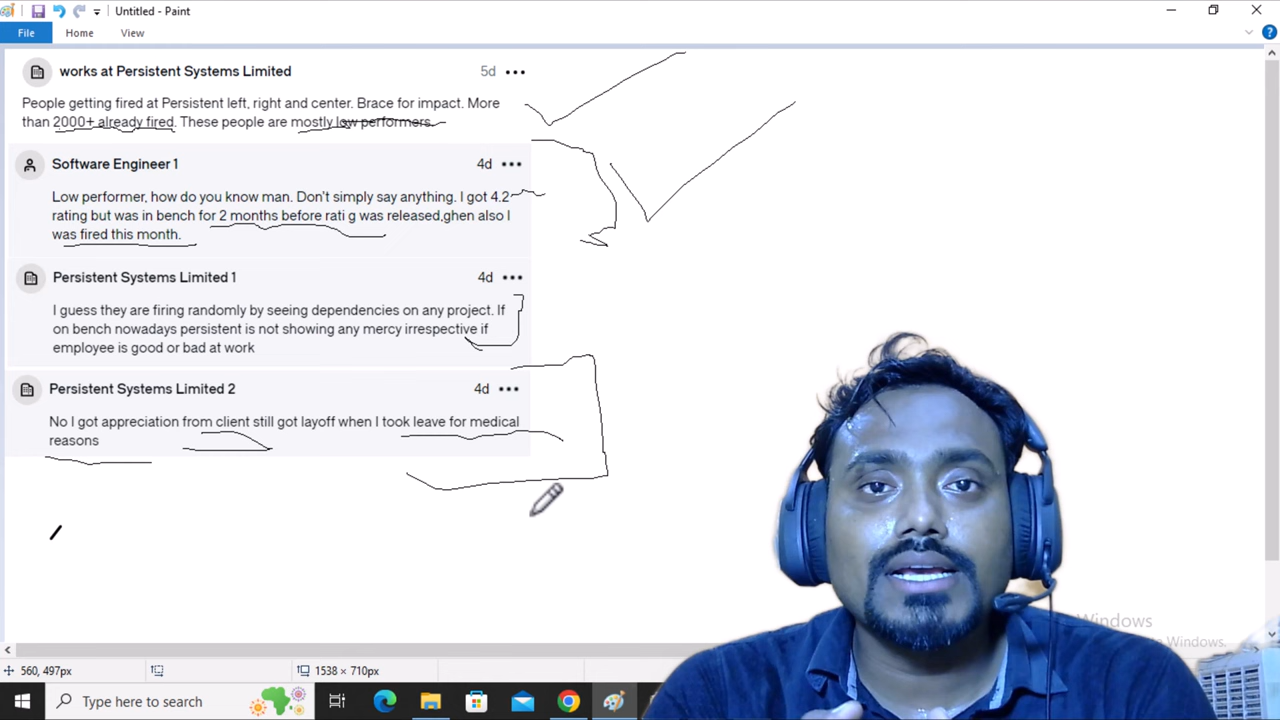 Untitled - Paint
File Home View
works at Persistent Systems Limited 5d
People getting fired at Persistent left, right and center. Brace for impact. More
than 2000+ already fired. These people are mostly low performers.
Software Engineer 1 4d
Low performer, how do you know man. Don't simply say anything. I got 4.2
rating but was in bench for 2 months before rati g was released,ghen also I
was fired this month.
Persistent Systems Limited 1 4d
I guess they are firing randomly by seeing dependencies on any project. If
on bench nowadays persistent is not showing any mercy irrespective if
employee is good or bad at work
Persistent Systems Limited 2 4d
No I got appreciation from client still got layoff when I took leave for medical
reasons
Windows
Windows.
560, 497px 1538 × 710px
Type here to search